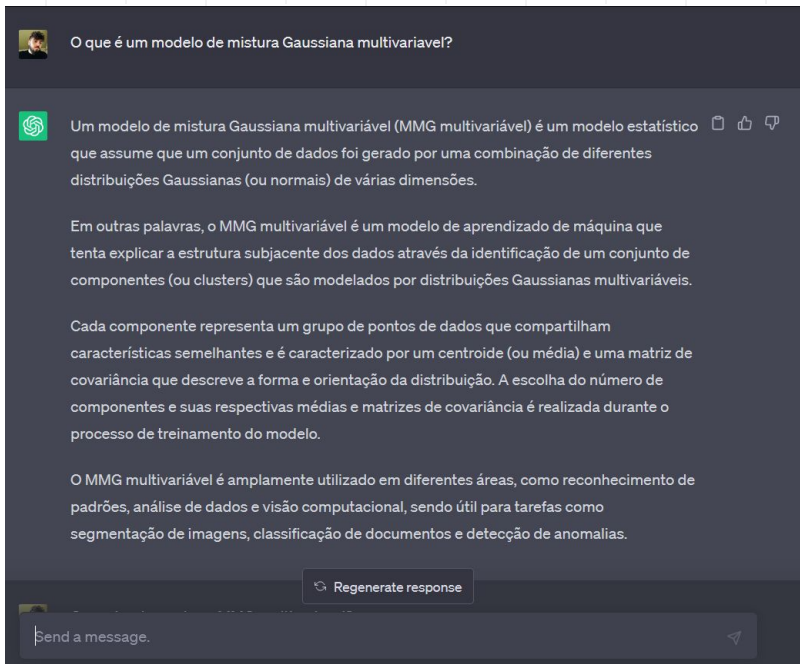 O que é um modelo de mistura Gaussiana multivariavel?
Um modelo de mistura Gaussiana multivariável (MMG multivariável) é um modelo estatístico
que assume que um conjunto de dados foi gerado por uma combinação de diferentes
distribuições Gaussianas (ou normais) de várias dimensões.
Em outras palavras, o MMG multivariável é um modelo de aprendizado de máquina que
tenta explicar a estrutura subjacente dos dados através da identificação de um conjunto de
componentes (ou clusters) que são modelados por distribuições Gaussianas multivariáveis.
Cada componente representa um grupo de pontos de dados que compartilham
características semelhantes e é caracterizado por um centroide (ou média) e uma matriz de
covariância que descreve a forma e orientação da distribuição. A escolha do número de
componentes e suas respectivas médias e matrizes de covariância é realizada durante o
processo de treinamento do modelo.
O MMG multivariável é amplamente utilizado em diferentes áreas, como reconhecimento de
padrões, análise de dados e visão computacional, sendo útil para tarefas como
segmentação de imagens, classificação de documentos e detecção de anomalias.
Regenerate response
Send a message.